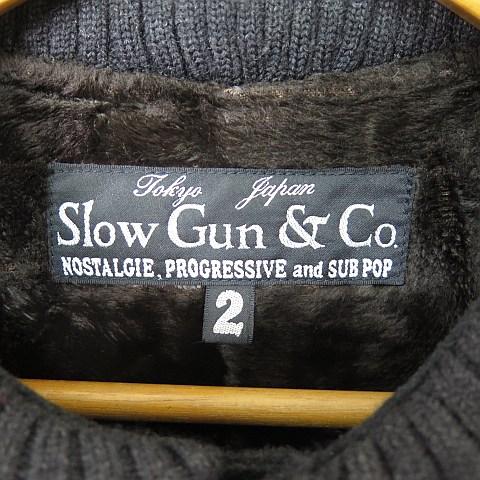 Tokyo Japan
Slow Gun & Co.
NOSTALGIE, PROGRESSIVE and SUB POP
2